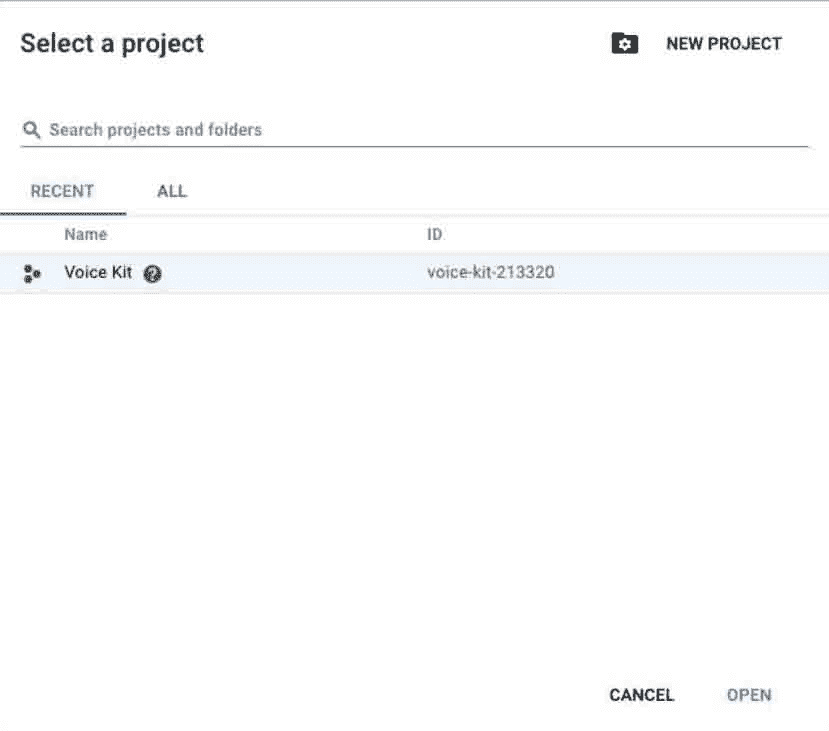 Select a project NEW PROJECT
Search projects and folders
RECENT ALL
Name ID
Voice Kit voice-kit-213320
CANCEL OPEN